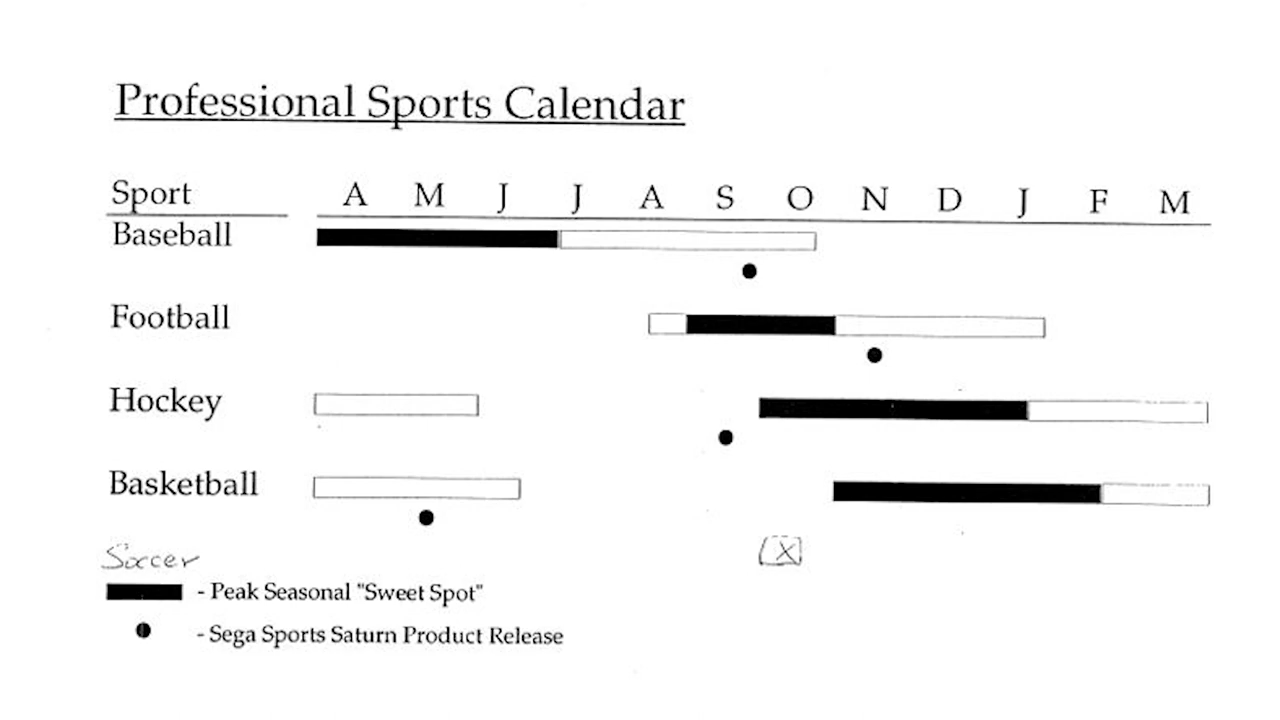 Professional Sports Calendar
Sport A M J J A S O N D J F M
Baseball
Football
Hockey
Basketball
Soccer X
- Peak Seasonal "Sweet Spot"
- Sega Sports Saturn Product Release